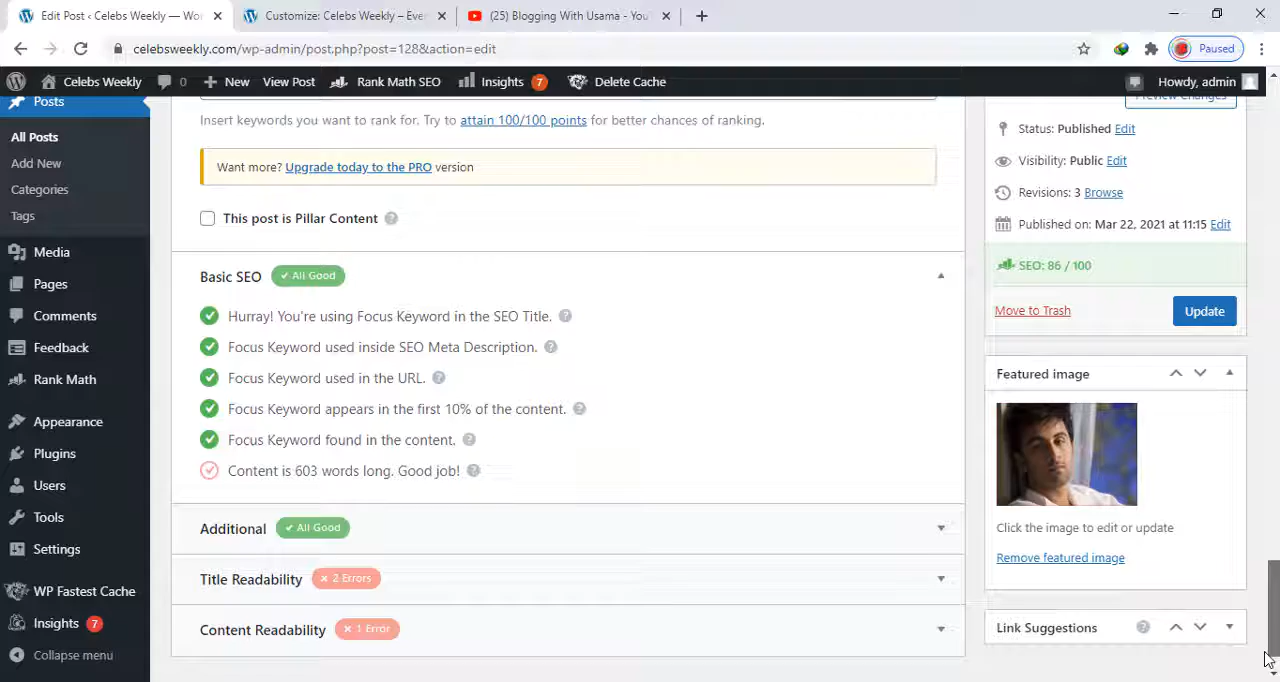 Edit Post ‹ Celebs Weekly — Wor
Customize: Celebs Weekly – Ever
(25) Blogging With Usama - You
celebsweekly.com/wp-admin/post.php?post=128&action=edit
Paused
Celebs Weekly
0
New
View Post
Rank Math SEO
Insights 7
Delete Cache
Howdy, admin
Posts
All Posts
Add New
Categories
Tags
Media
Pages
Comments
Feedback
Rank Math
Appearance
Plugins
Users
Tools
Settings
WP Fastest Cache
Insights 7
Collapse menu
Insert keywords you want to rank for. Try to attain 100/100 points for better chances of ranking.
Want more? Upgrade today to the PRO version
This post is Pillar Content
Basic SEO All Good
Hurray! You're using Focus Keyword in the SEO Title.
Focus Keyword used inside SEO Meta Description.
Focus Keyword used in the URL.
Focus Keyword appears in the first 10% of the content.
Focus Keyword found in the content.
Content is 603 words long. Good job!
Additional All Good
Title Readability × 2 Errors
Content Readability × 1 Error
Preview Changes
Status: Published Edit
Visibility: Public Edit
Revisions: 3 Browse
Published on: Mar 22, 2021 at 11:15 Edit
SEO: 86 / 100
Move to Trash
Update
Featured image
Click the image to edit or update
Remove featured image
Link Suggestions